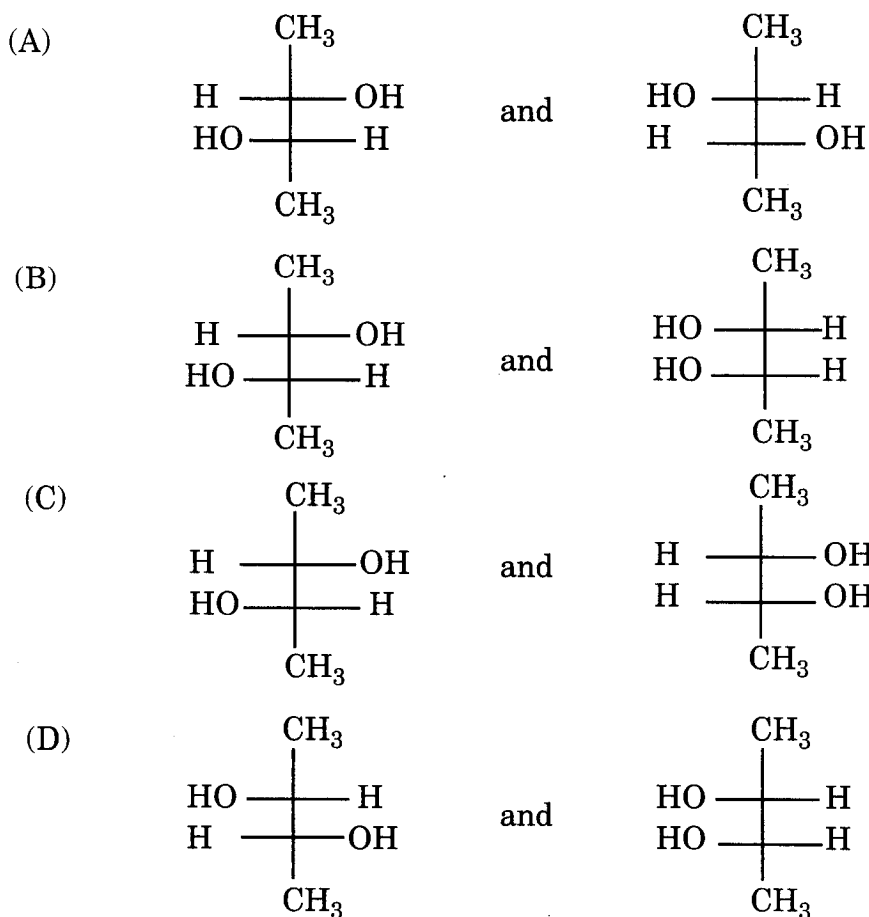 (A)
CH₃ CH₃
H OH and HO H
HO H H OH
CH₃ CH₃
(B)
CH₃ CH₃
H OH HO H
HO H and HO H
CH₃ CH₃
(C)
CH₃ CH₃
H OH and H OH
HO H H OH
CH₃ CH₃
(D)
CH₃ CH₃
HO H and HO H
H OH HO H
CH₃ CH₃